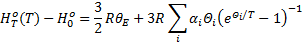 H_T^o(T) − H_0^o = 3/2 Rθ_E + 3R ∑_i α_i Θ_i (e^{Θ_i/T} − 1)^{−1}